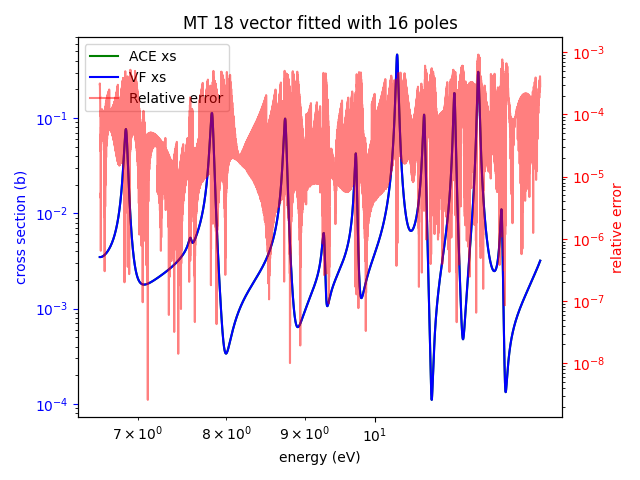 MT 18 vector fitted with 16 poles
ACE xs
VF xs
Relative error
cross section (b)
10⁻¹
10⁻²
10⁻³
10⁻⁴
relative error
10⁻³
10⁻⁴
10⁻⁵
10⁻⁶
10⁻⁷
10⁻⁸
7 × 10⁰ 8 × 10⁰ 9 × 10⁰ 10¹
energy (eV)